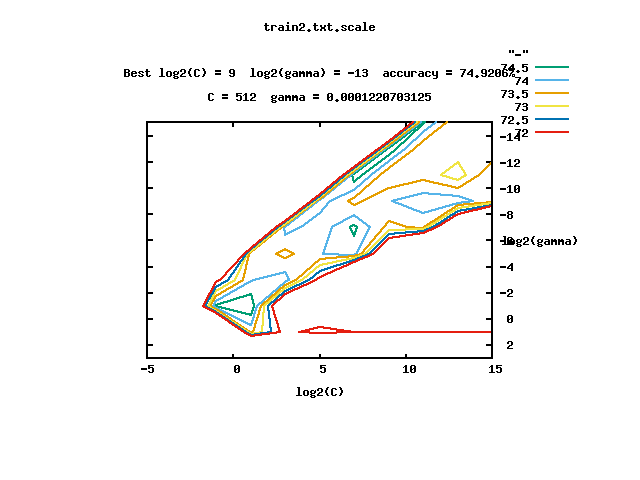 train2.txt.scale
"-"
Best log2(C) = 9 log2(gamma) = -13 accuracy = 74.9206%
74.5
74
C = 512 gamma = 0.0001220703125
73.5
73
72.5
72
-14
-12
-10
-8
-6
log2(gamma)
-4
-2
0
2
-5 0 5 10 15
log2(C)